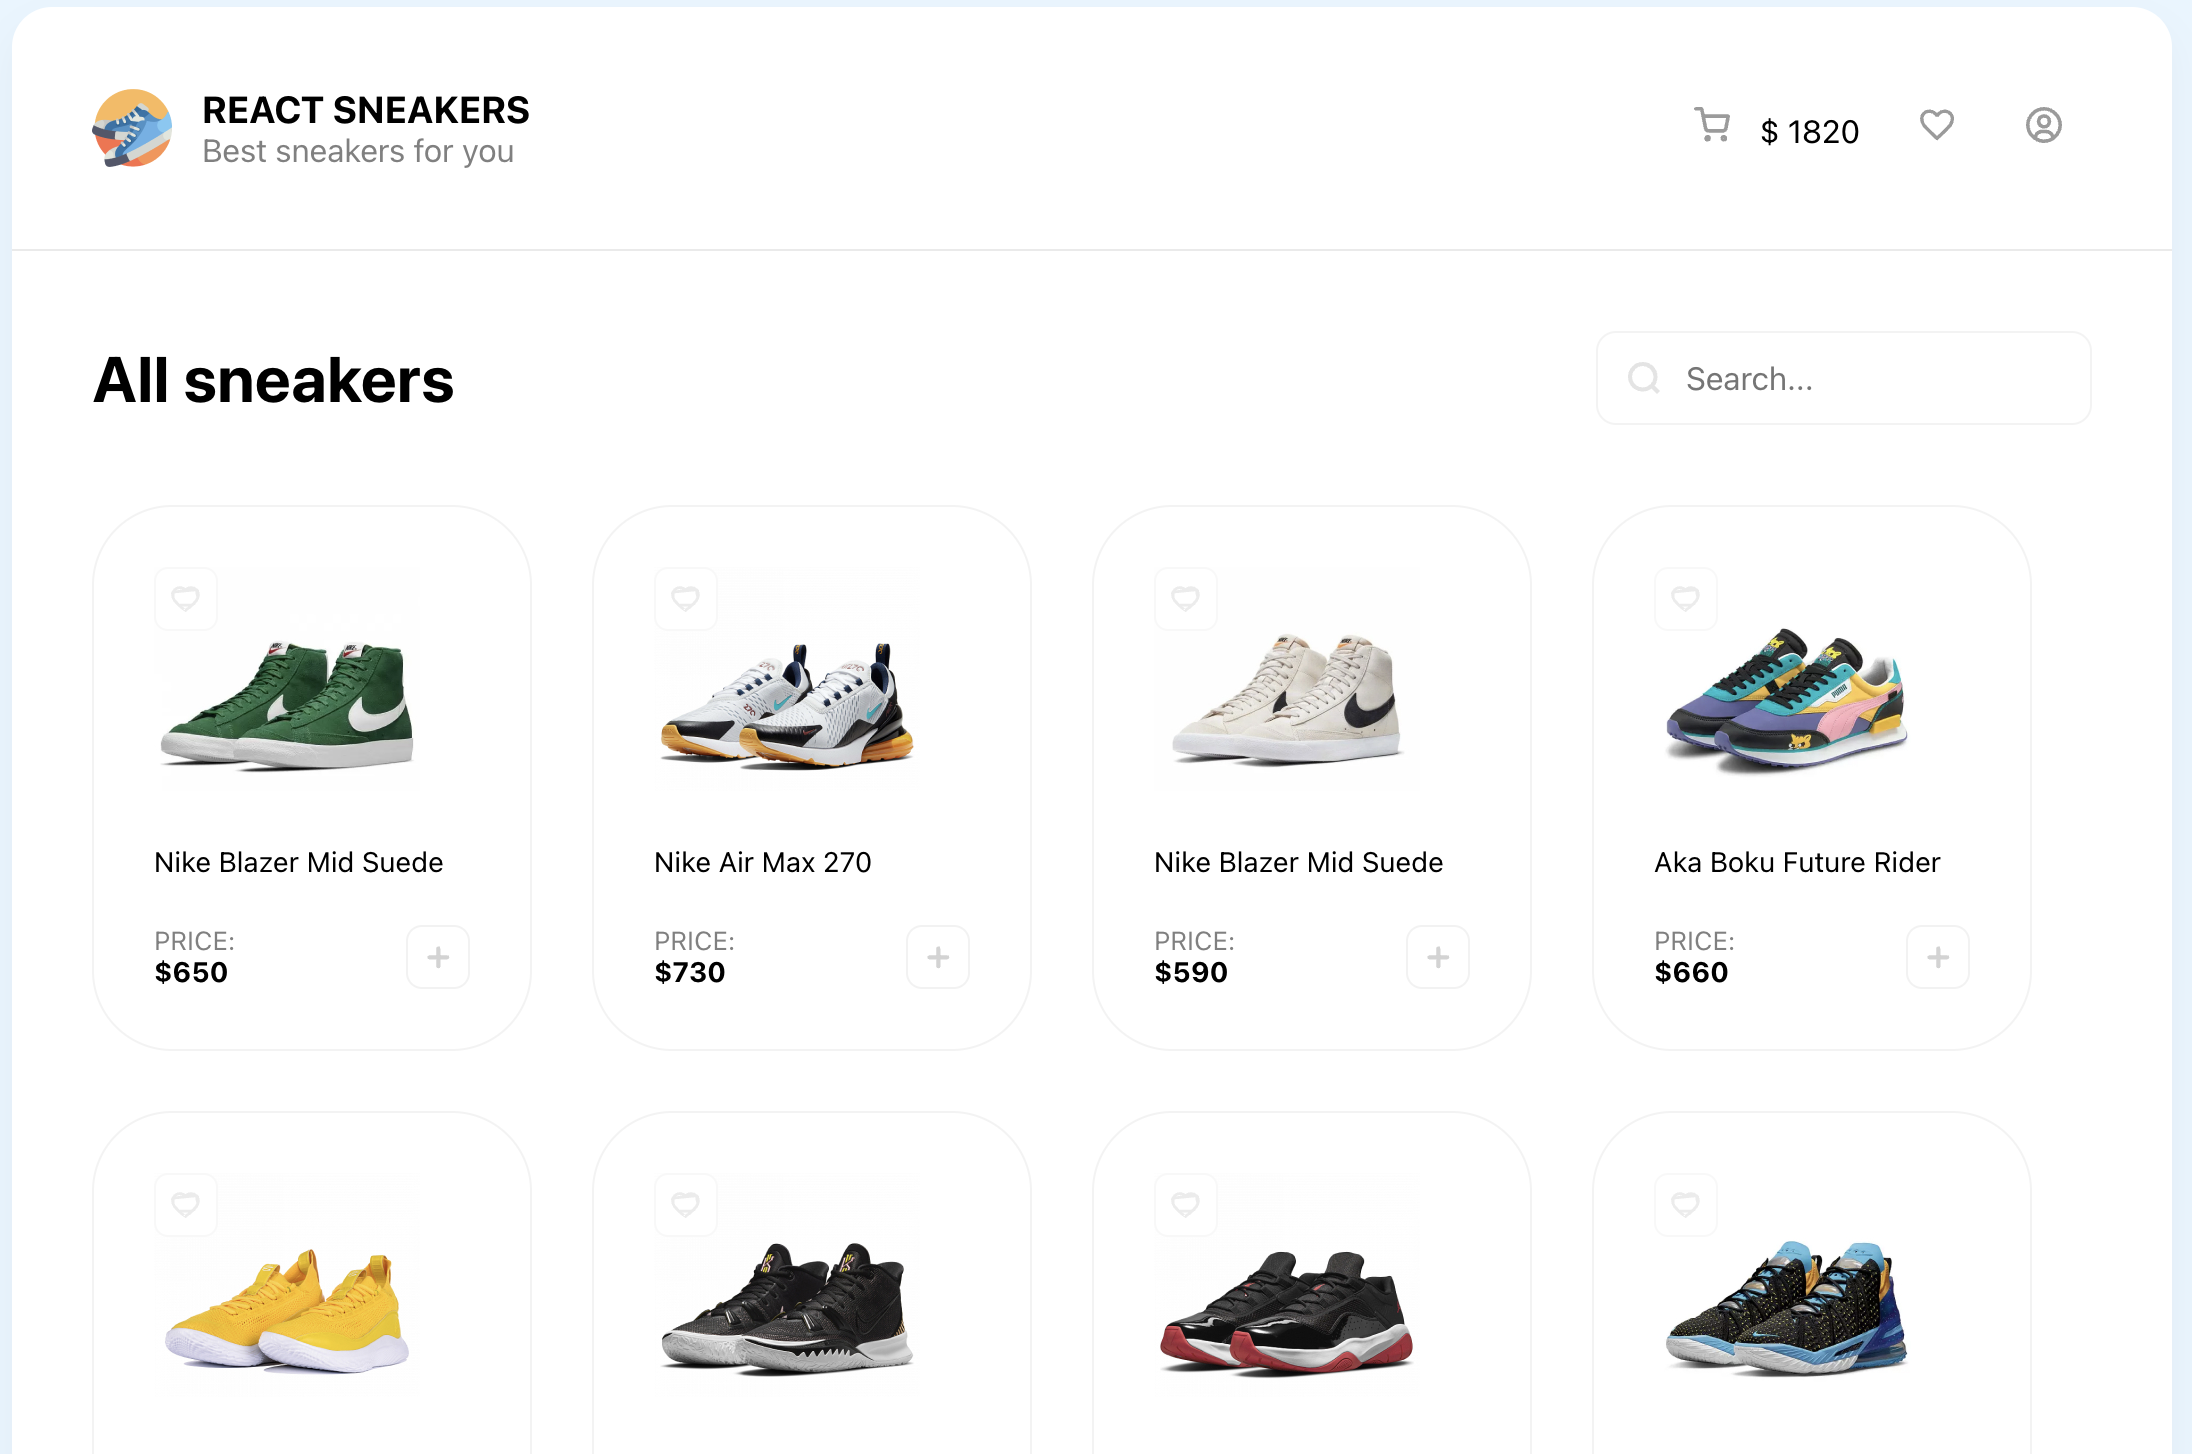 REACT SNEAKERS
Best sneakers for you
$ 1820
All sneakers
Search...
Nike Blazer Mid Suede
PRICE:
$650
Nike Air Max 270
PRICE:
$730
Nike Blazer Mid Suede
PRICE:
$590
Aka Boku Future Rider
PRICE:
$660